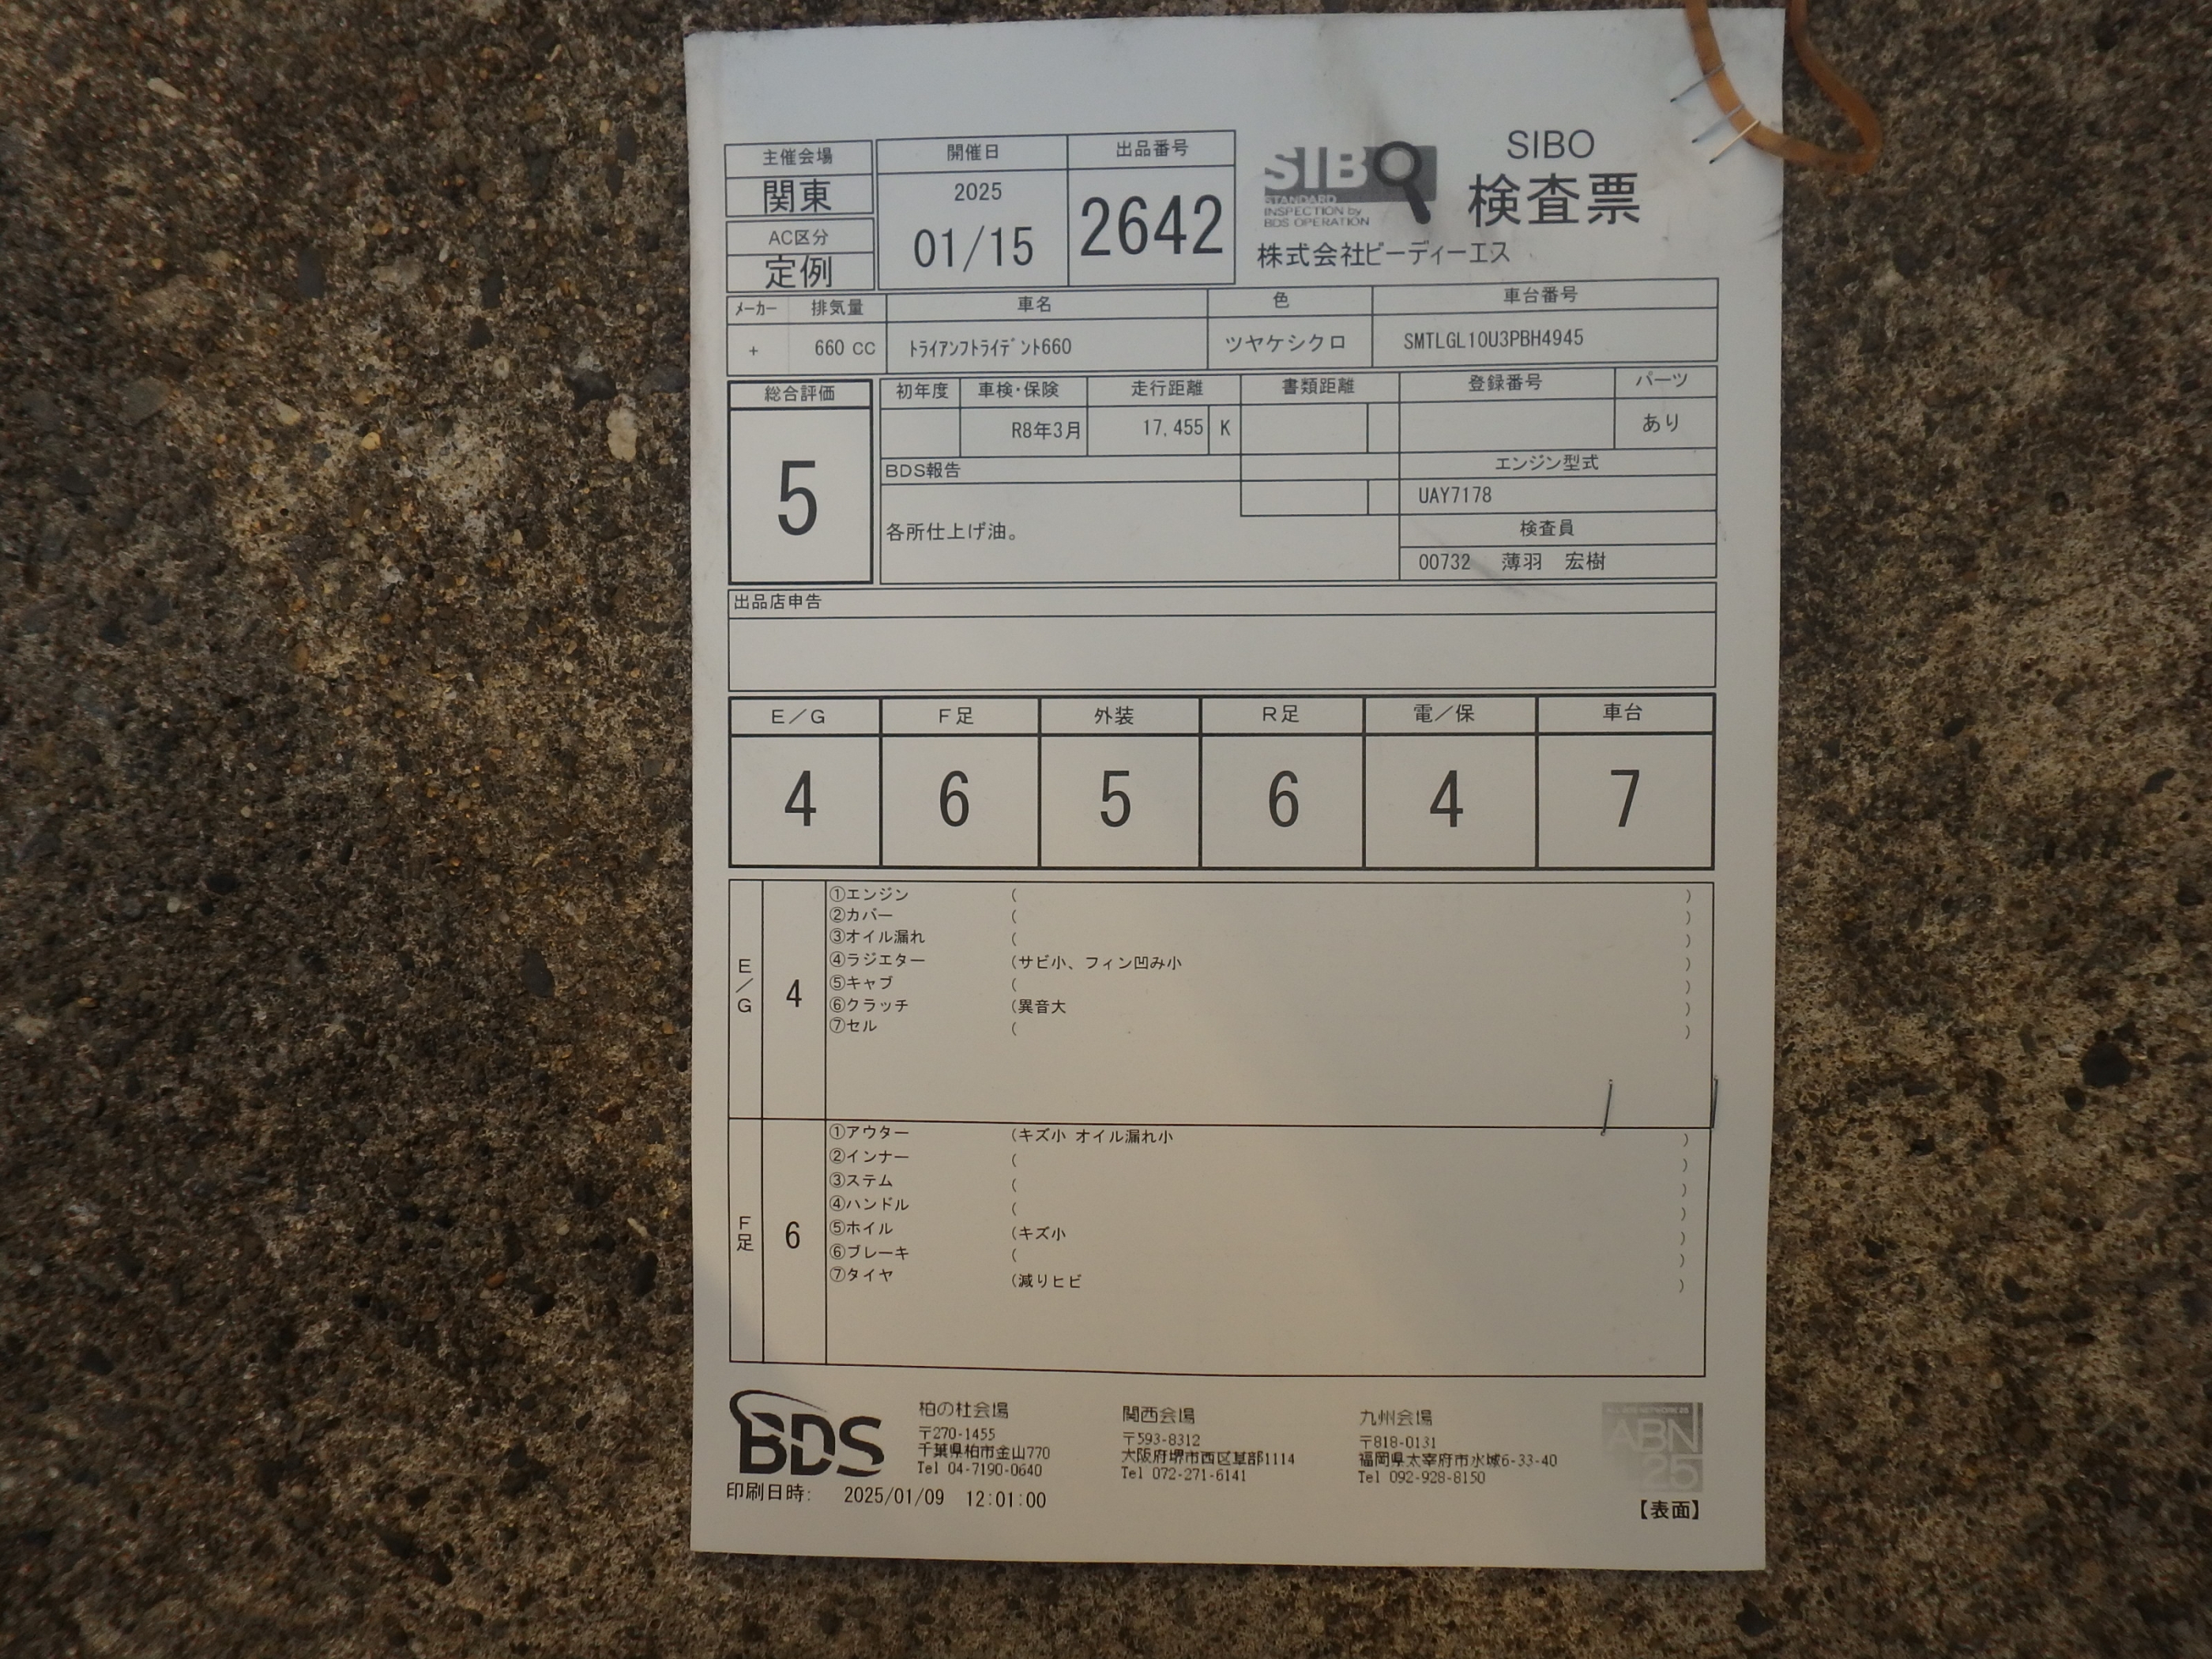 主催会場
関東
AC区分
定例
開催日
2025
01/15
出品番号
2642
SIBO
STANDARD
INSPECTION by
BDS OPERATION
SIBO
検査票
株式会社ビーディーエス
ﾒｰｶｰ 排気量 車名 色 車台番号
+ 660 CC ﾄﾗｲｱﾝﾌﾄﾗｲﾃﾞﾝﾄ660 ツヤケシクロ SMTLGL10U3PBH4945
総合評価
5
初年度 車検・保険 走行距離 書類距離 登録番号 パーツ
R8年3月 17,455 K あり
BDS報告
各所仕上げ油。
エンジン型式
UAY7178
検査員
00732 薄羽 宏樹
出品店申告
E/G F足 外装 R足 電/保 車台
4 6 5 6 4 7
E/G
4
①エンジン ( )
②カバー ( )
③オイル漏れ ( )
④ラジエター (サビ小、フィン凹み小 )
⑤キャブ ( )
⑥クラッチ (異音大 )
⑦セル ( )
F足
6
①アウター (キズ小 オイル漏れ小 )
②インナー ( )
③ステム ( )
④ハンドル ( )
⑤ホイル (キズ小 )
⑥ブレーキ ( )
⑦タイヤ (減りヒビ )
BDS
柏の杜会場
〒270-1455
千葉県柏市金山770
Tel 04-7190-0640
関西会場
〒593-8312
大阪府堺市西区草部1114
Tel 072-271-6141
九州会場
〒818-0131
福岡県太宰府市水城6-33-40
Tel 092-928-8150
ALL BDS NETWORK 25
ABN
25
印刷日時: 2025/01/09 12:01:00
【表面】